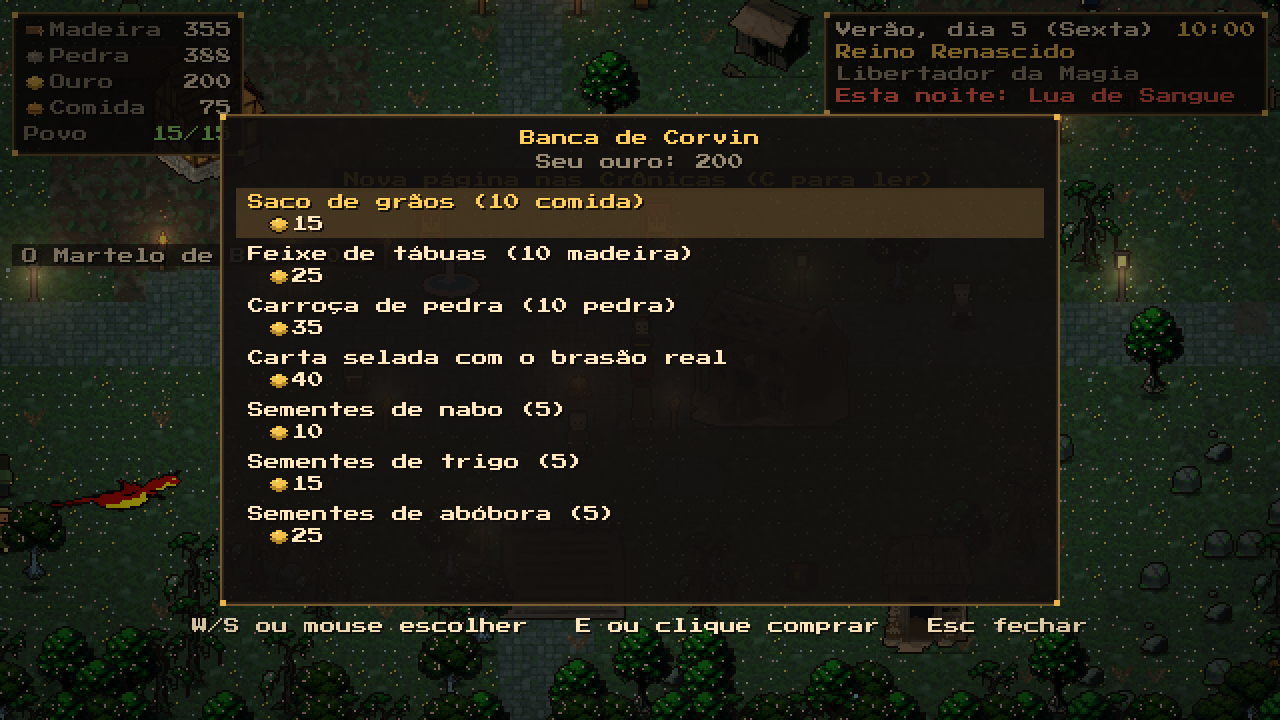 Madeira 355
Pedra 388
Ouro 200
Comida 75
Povo 15/15
Verão, dia 5 (Sexta) 10:00
Reino Renascido
Libertador da Magia
Esta noite: Lua de Sangue
Banca de Corvin
Seu ouro: 200
Nova página nas Crônicas (C para ler)
Saco de grãos (10 comida)
15
O Martelo de
Feixe de tábuas (10 madeira)
25
Carroça de pedra (10 pedra)
35
Carta selada com o brasão real
40
Sementes de nabo (5)
10
Sementes de trigo (5)
15
Sementes de abóbora (5)
25
W/S ou mouse escolher E ou clique comprar Esc fechar